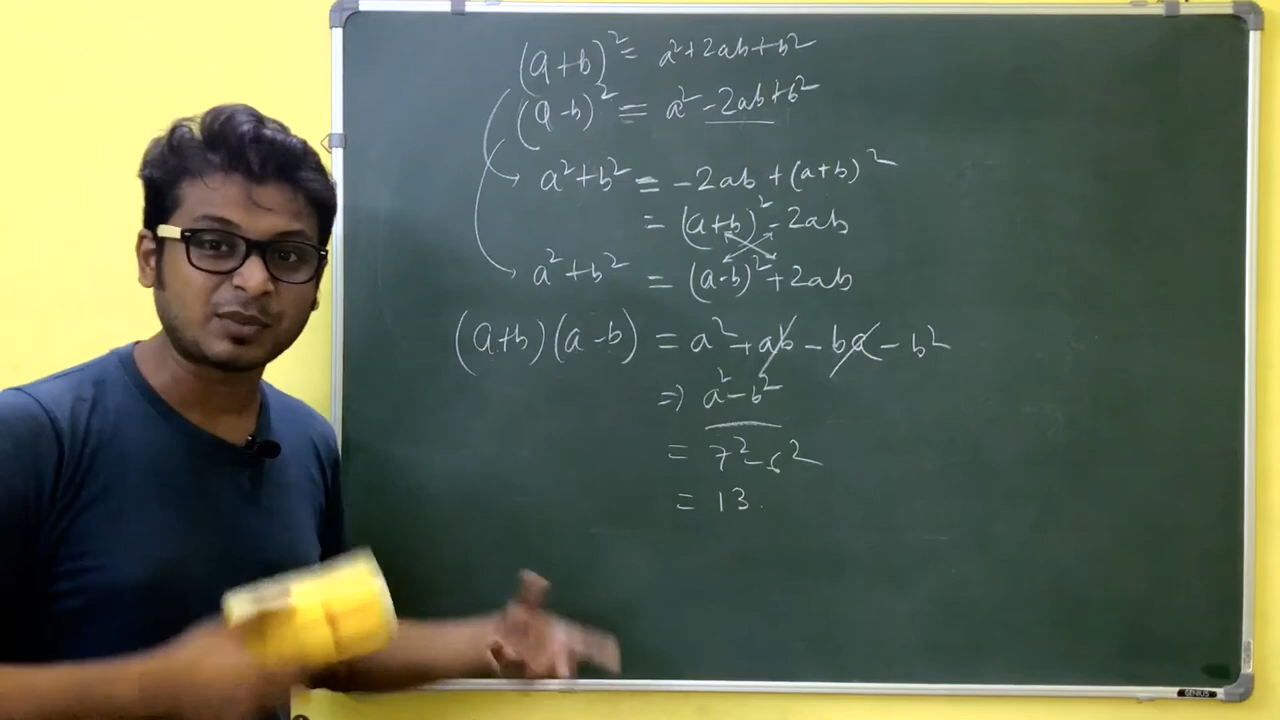 (a+b)² = a²+2ab+b²
(a-b)² = a²-2ab+b²
a²+b² = -2ab+(a+b)²
= (a+b)²-2ab
a²+b² = (a-b)²+2ab
(a+b)(a-b) = a²+ab-ba-b²
⇒ a²-b²
= 7²-6²
= 13.
GENIUS